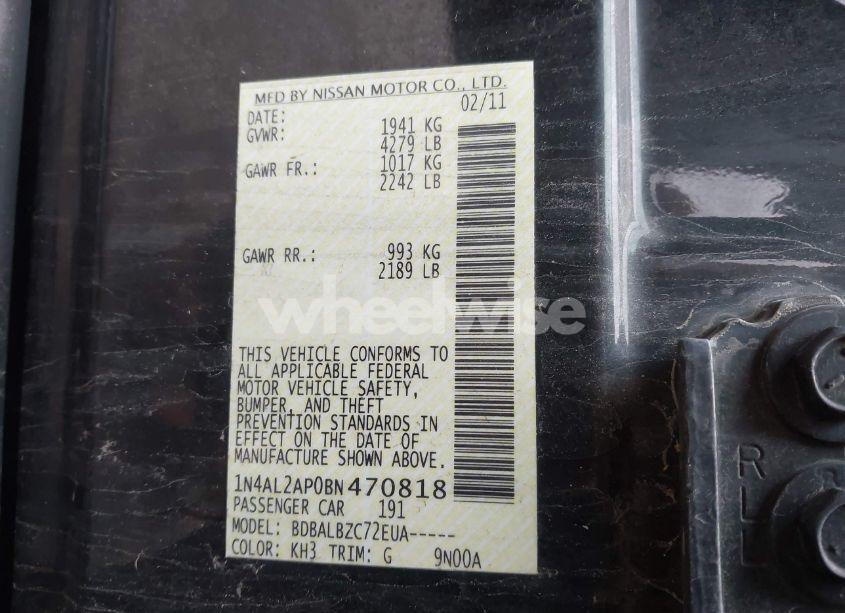 MFD BY NISSAN MOTOR CO., LTD.
DATE: 02/11
GVWR: 1941 KG
4279 LB
GAWR FR.: 1017 KG
2242 LB
GAWR RR.: 993 KG
2189 LB
wheelwise
THIS VEHICLE CONFORMS TO
ALL APPLICABLE FEDERAL
MOTOR VEHICLE SAFETY,
BUMPER, AND THEFT
PREVENTION STANDARDS IN
EFFECT ON THE DATE OF
MANUFACTURE SHOWN ABOVE.
1N4AL2AP0BN470818
PASSENGER CAR 191
MODEL: BDBALBZC72EUA-----
COLOR: KH3 TRIM: G 9N00A
R
L
L